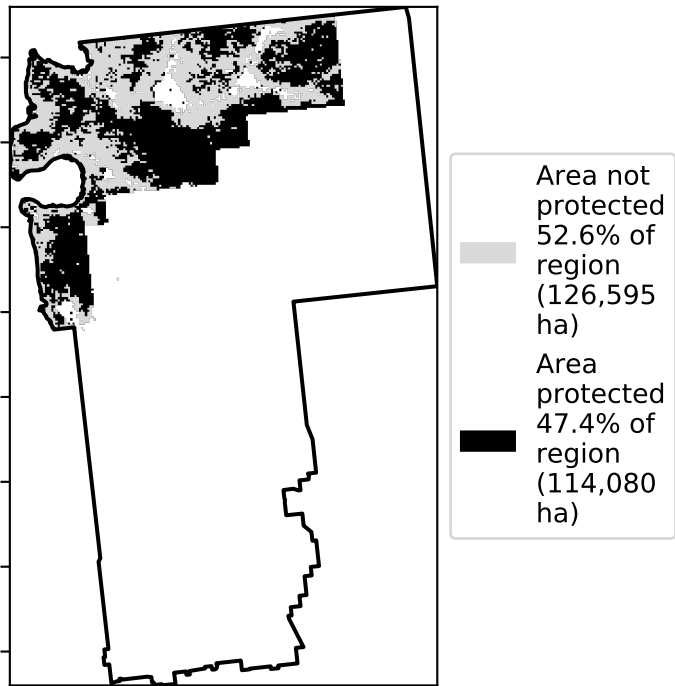 Area not
protected
52.6% of
region
(126,595
ha)
Area
protected
47.4% of
region
(114,080
ha)